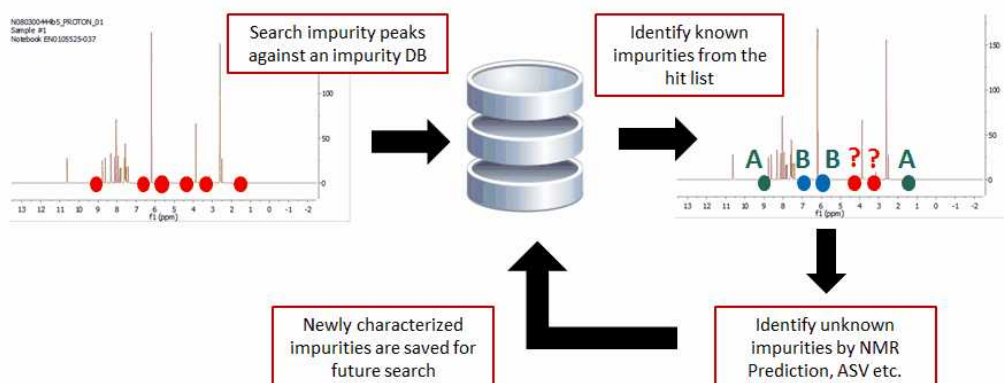 N080300444b5_PROTON_01
Sample #1
Notebook EN0105525-037
Search impurity peaks
against an impurity DB
Identify known
impurities from the
hit list
100
50
0
13 12 11 10 9 8 7 6 5 4 3 2 1 0 -1 -2
f1 (ppm)
150
100
50
0
A B B ? ? A
13 12 11 10 9 8 7 6 5 4 3 2 1 0 -1 -2
f1 (ppm)
Newly characterized
impurities are saved for
future search
Identify unknown
impurities by NMR
Prediction, ASV etc.